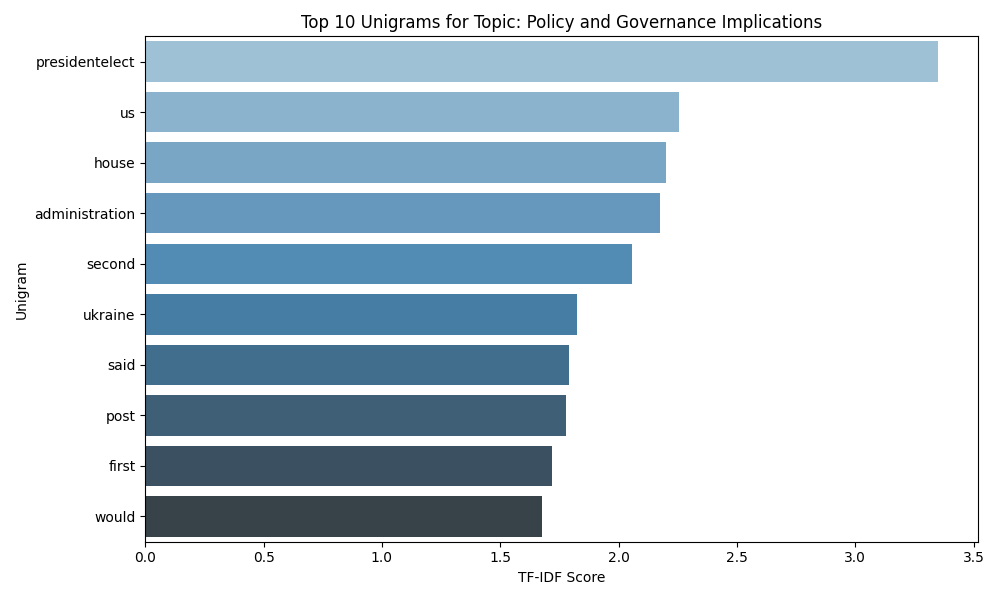 Top 10 Unigrams for Topic: Policy and Governance Implications
Unigram
presidentelect
us
house
administration
second
ukraine
said
post
first
would
0.0 0.5 1.0 1.5 2.0 2.5 3.0 3.5
TF-IDF Score